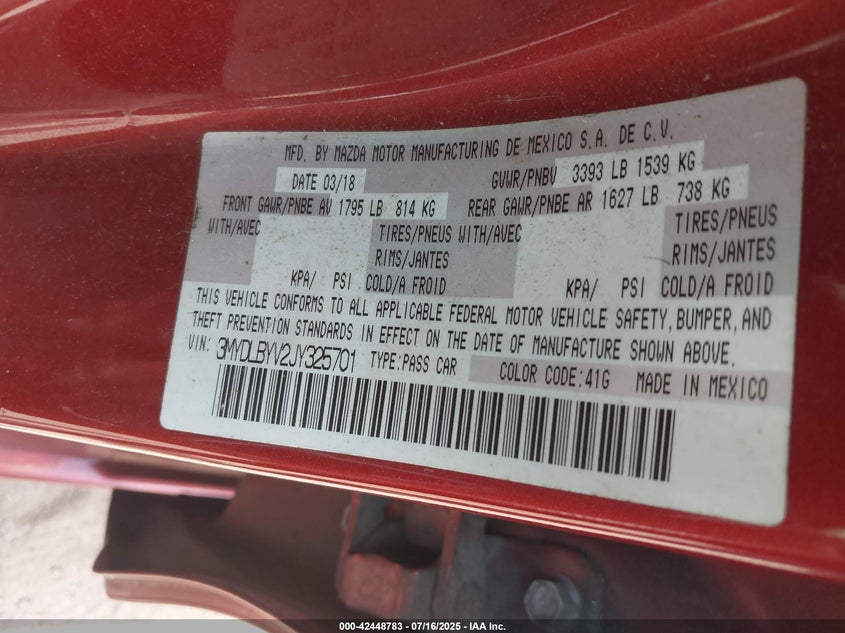 MFD. BY MAZDA MOTOR MANUFACTURING DE MEXICO S.A. DE C.V.
DATE 03/18 GVWR/PNBV 3393 LB 1539 KG
FRONT GAWR/PNBE AV 1795 LB 814 KG REAR GAWR/PNBE AR 1627 LB 738 KG
WITH/AVEC TIRES/PNEUS WITH/AVEC TIRES/PNEUS
RIMS/JANTES RIMS/JANTES
KPA/ PSI COLD/A FROID KPA/ PSI COLD/A FROID
THIS VEHICLE CONFORMS TO ALL APPLICABLE FEDERAL MOTOR VEHICLE SAFETY, BUMPER, AND
THEFT PREVENTION STANDARDS IN EFFECT ON THE DATE OF MANUFACTURE SHOWN ABOVE.
VIN: 3MYDLBYV2JY325701 TYPE:PASS CAR COLOR CODE:41G MADE IN MEXICO
000-42448783 - 07/16/2025 - IAA Inc.